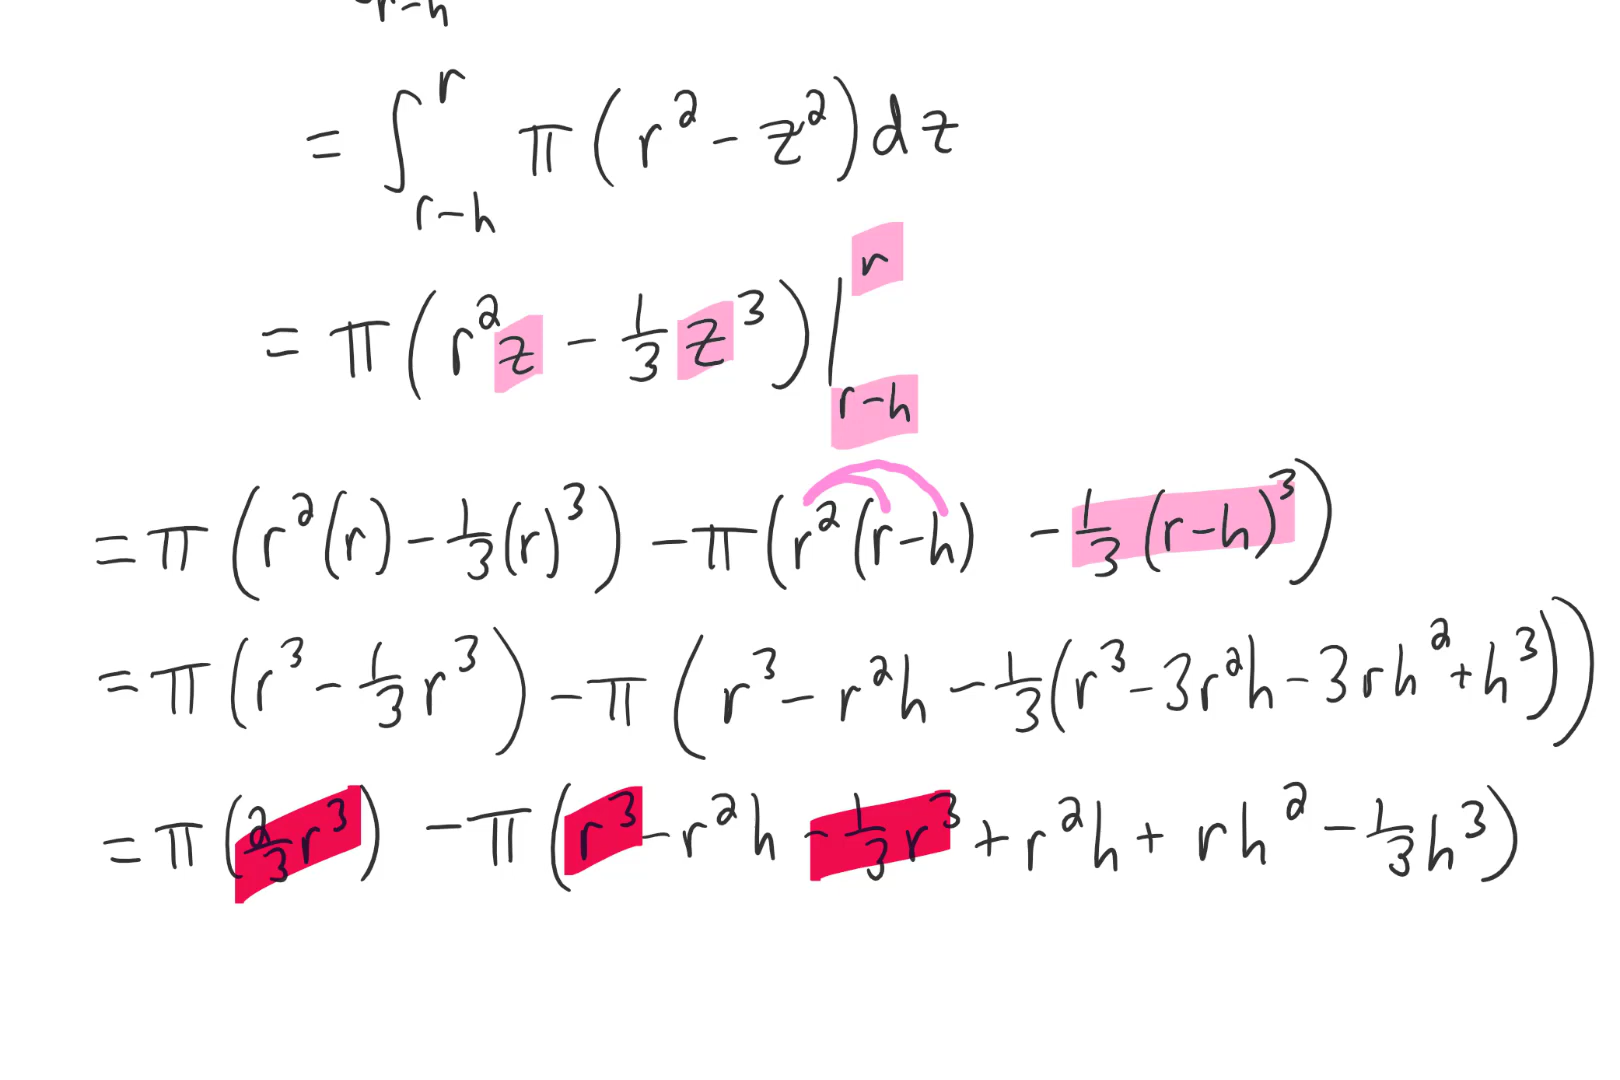 r-h
= ∫_{r-h}^{r} π(r² - z²)dz
= π(r²z - 1/3 z³)|_{r-h}^{r}
= π(r²(r) - 1/3(r)³) - π(r²(r-h) - 1/3(r-h)³)
= π(r³ - 1/3 r³) - π(r³ - r²h - 1/3(r³ - 3r²h - 3rh² + h³))
= π(2/3 r³) - π(r³ - r²h - 1/3 r³ + r²h + rh² - 1/3 h³)